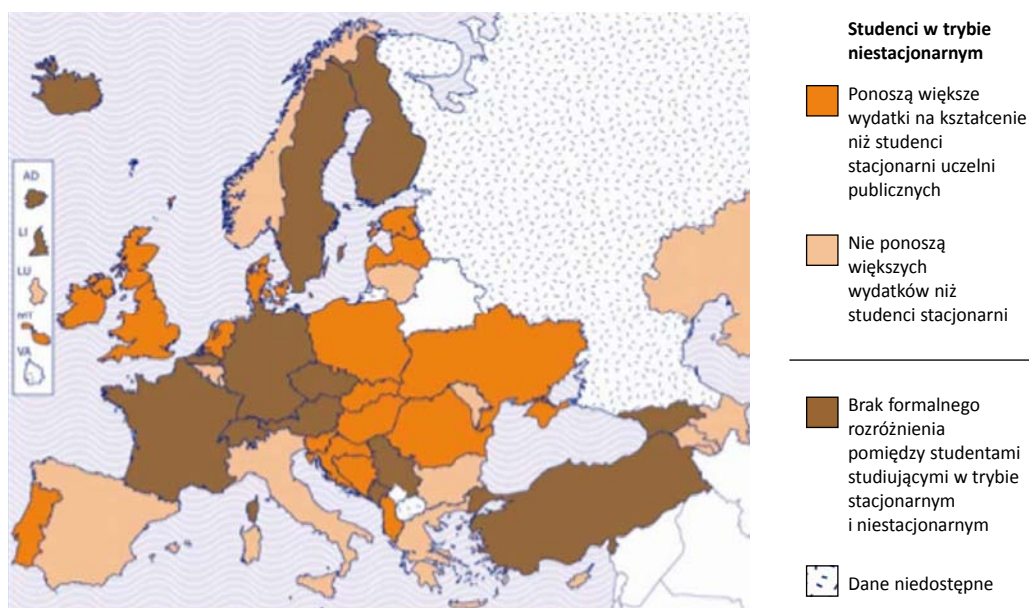 AD
LI
LU
MT
VA
Studenci w trybie
niestacjonarnym
Ponoszą większe
wydatki na kształcenie
niż studenci
stacjonarni uczelni
publicznych
Nie ponoszą
większych
wydatków niż
studenci stacjonarni
Brak formalnego
rozróżnienia
pomiędzy studentami
studiującymi w trybie
stacjonarnym
i niestacjonarnym
Dane niedostępne